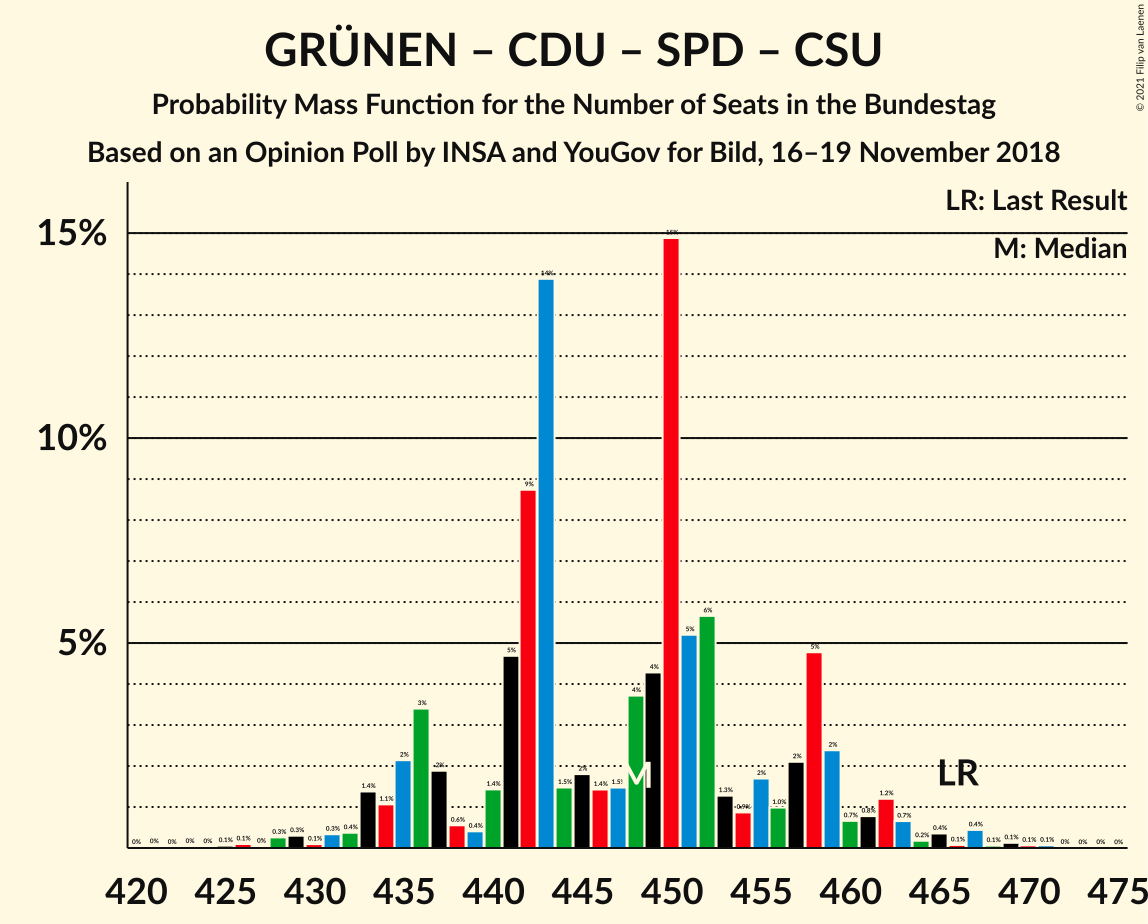 GRÜNEN – CDU – SPD – CSU
Probability Mass Function for the Number of Seats in the Bundestag
Based on an Opinion Poll by INSA and YouGov for Bild, 16–19 November 2018
© 2021 Filip van Laenen
LR: Last Result
M: Median
15%
10%
5%
0% 0% 0% 0% 0% 0.1% 0.1% 0% 0.3% 0.3% 0.1% 0.3% 0.4% 1.4% 1.1% 2% 3% 2% 0.6% 0.4% 1.4% 5% 9% 14% 1.5% 2% 1.4% 1.5% 4% 4% 15% 5% 6% 1.3% 0.9% 2% 1.0% 2% 5% 2% 0.7% 0.8% 1.2% 0.7% 0.2% 0.4% 0.1% 0.4% 0.1% 0.1% 0.1% 0.1% 0% 0% 0% 0%
M
LR
420 425 430 435 440 445 450 455 460 465 470 475